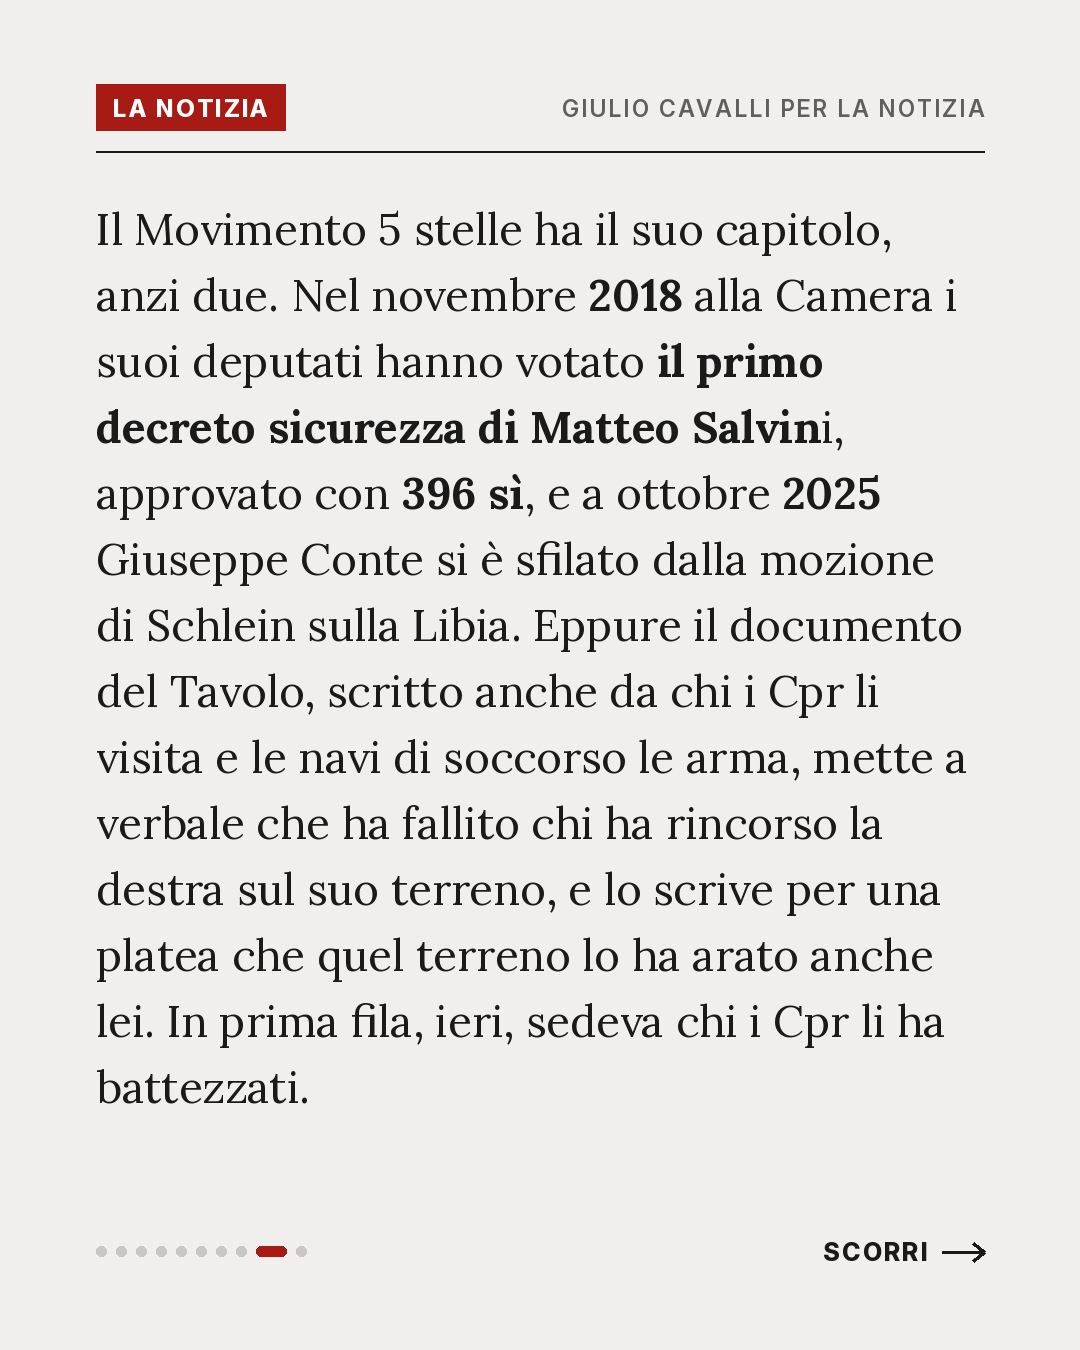 LA NOTIZIA
GIULIO CAVALLI PER LA NOTIZIA
Il Movimento 5 stelle ha il suo capitolo,
anzi due. Nel novembre 2018 alla Camera i
suoi deputati hanno votato il primo
decreto sicurezza di Matteo Salvini,
approvato con 396 sì, e a ottobre 2025
Giuseppe Conte si è sfilato dalla mozione
di Schlein sulla Libia. Eppure il documento
del Tavolo, scritto anche da chi i Cpr li
visita e le navi di soccorso le arma, mette a
verbale che ha fallito chi ha rincorso la
destra sul suo terreno, e lo scrive per una
platea che quel terreno lo ha arato anche
lei. In prima fila, ieri, sedeva chi i Cpr li ha
battezzati.
SCORRI